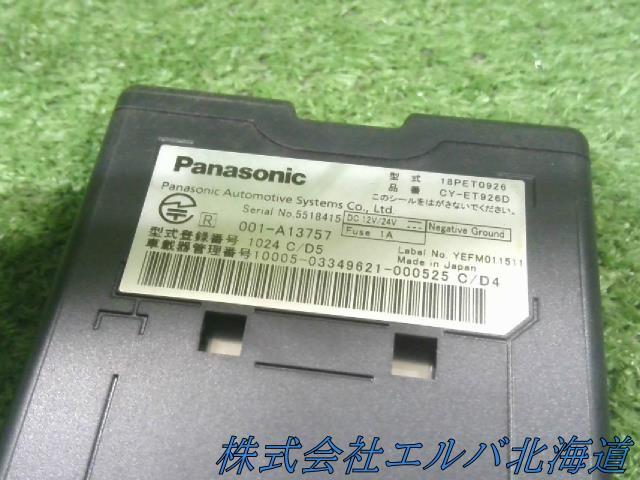 Panasonic
型 式 18PET0926
品 番 CY-ET926D
このシールをはがさないでください。
Panasonic Automotive Systems Co., Ltd.
Serial No.5518415
DC 12V/24V Negative Ground
Fuse 1A
R 001-A13757
Label No. YEFM011511
Made in Japan
型式登録番号 1024 C/D5
車載器管理番号10005-03349621-000525 C/D4
株式会社エルバ北海道